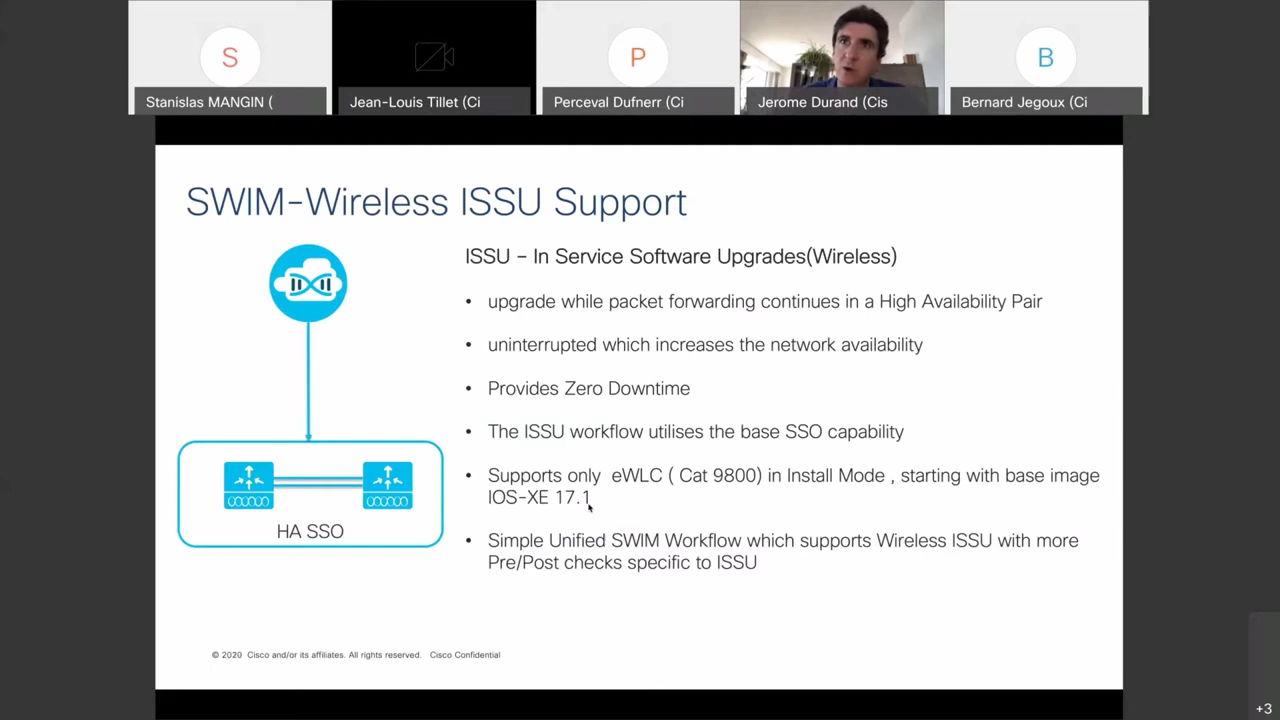 S
P
B
Stanislas MANGIN (
Jean-Louis Tillet (Ci
Perceval Dufnerr (Ci
Jerome Durand (Cis
Bernard Jegoux (Ci
SWIM-Wireless ISSU Support
ISSU – In Service Software Upgrades(Wireless)
• upgrade while packet forwarding continues in a High Availability Pair
• uninterrupted which increases the network availability
• Provides Zero Downtime
• The ISSU workflow utilises the base SSO capability
• Supports only eWLC ( Cat 9800) in Install Mode , starting with base image
IOS-XE 17.1
• Simple Unified SWIM Workflow which supports Wireless ISSU with more
Pre/Post checks specific to ISSU
HA SSO
© 2020 Cisco and/or its affiliates. All rights reserved. Cisco Confidential
+3